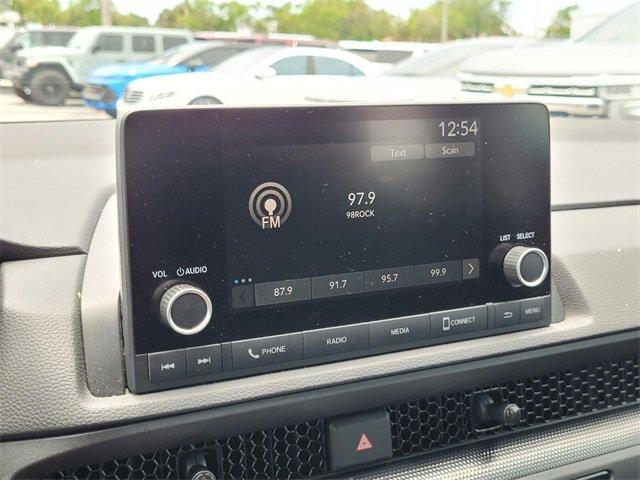 12:54
Text Scan
97.9
98ROCK
FM
LIST SELECT
VOL AUDIO
87.9 91.7 95.7 99.9
PHONE RADIO MEDIA CONNECT MENU